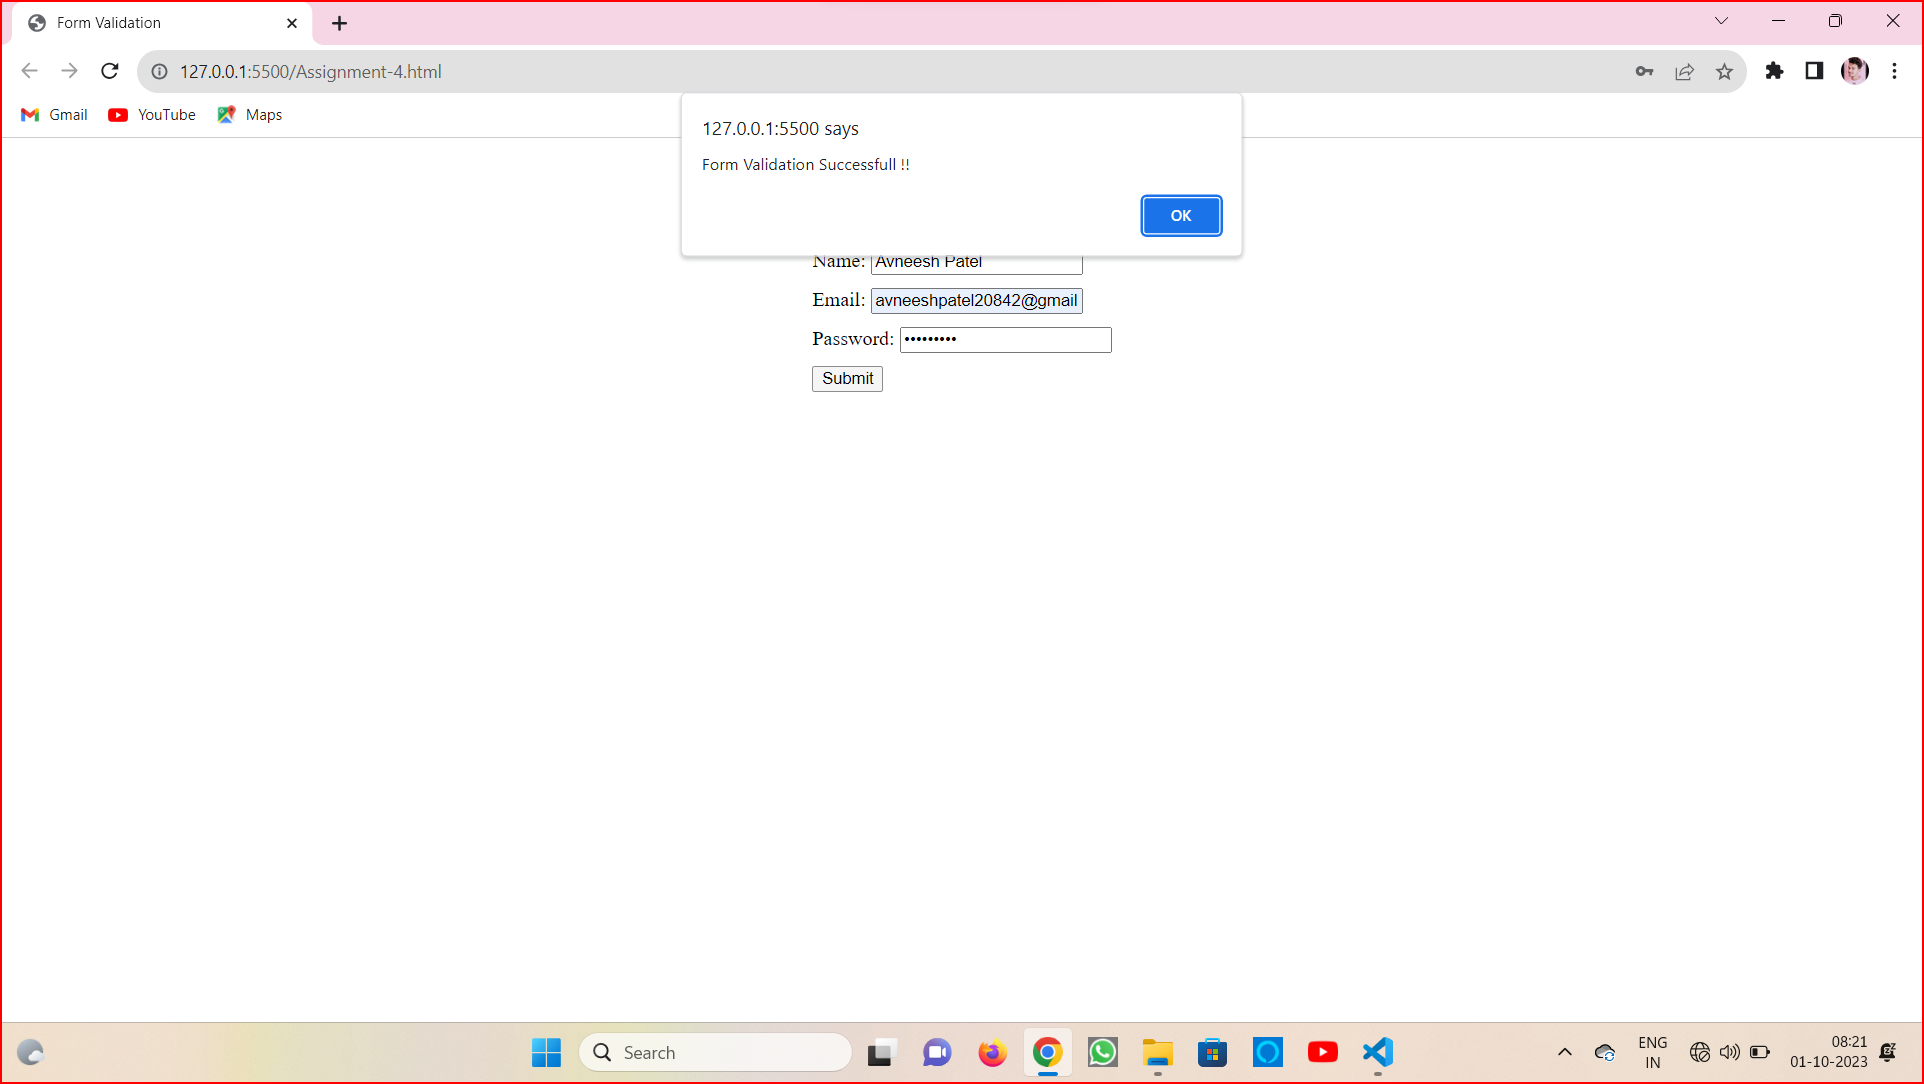 Form Validation
127.0.0.1:5500/Assignment-4.html
Gmail YouTube Maps
127.0.0.1:5500 says
Form Validation Successfull !!
OK
Name: Avneesh Patel
Email: avneeshpatel20842@gmail
Password: •••••••••
Submit
Search
ENG
IN
08:21
01-10-2023